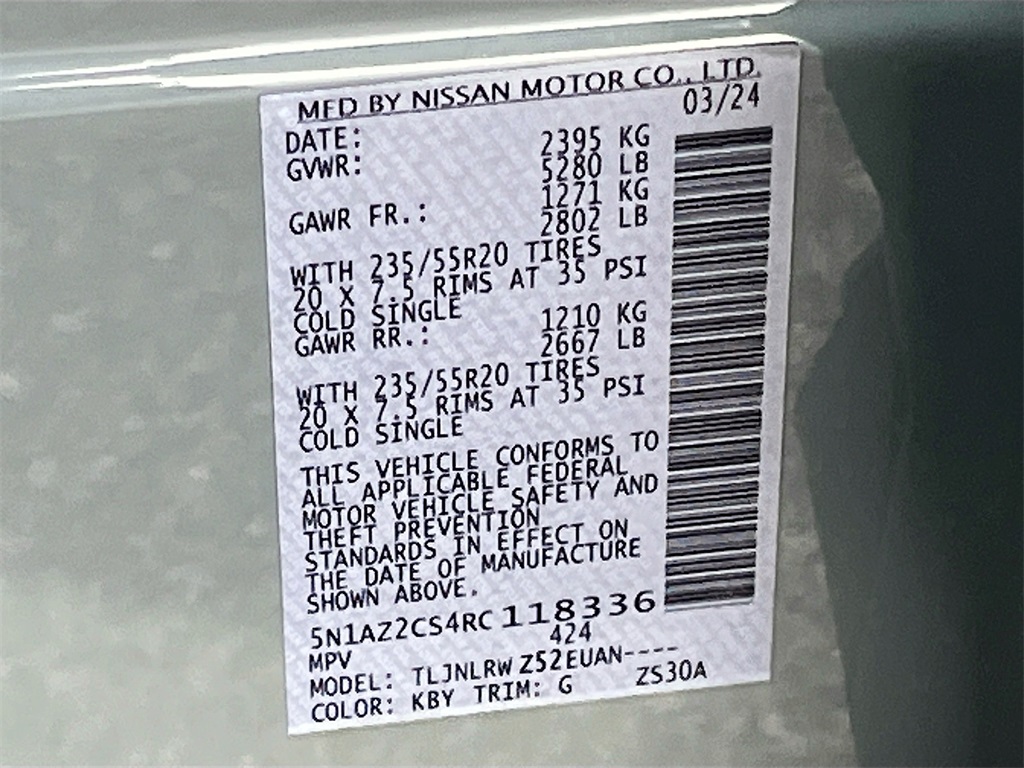 MFD BY NISSAN MOTOR CO., LTD.
DATE: 03/24
GVWR: 2395 KG
5280 LB
1271 KG
GAWR FR.: 2802 LB
WITH 235/55R20 TIRES
20 X 7.5 RIMS AT 35 PSI
COLD SINGLE
1210 KG
GAWR RR.: 2667 LB
WITH 235/55R20 TIRES
20 X 7.5 RIMS AT 35 PSI
COLD SINGLE
THIS VEHICLE CONFORMS TO
ALL APPLICABLE FEDERAL
MOTOR VEHICLE SAFETY AND
THEFT PREVENTION
STANDARDS IN EFFECT ON
THE DATE OF MANUFACTURE
SHOWN ABOVE.
5N1AZ2CS4RC 118336
MPV 424
MODEL: TLJNLRW Z52EUAN----
COLOR: KBY TRIM: G ZS30A